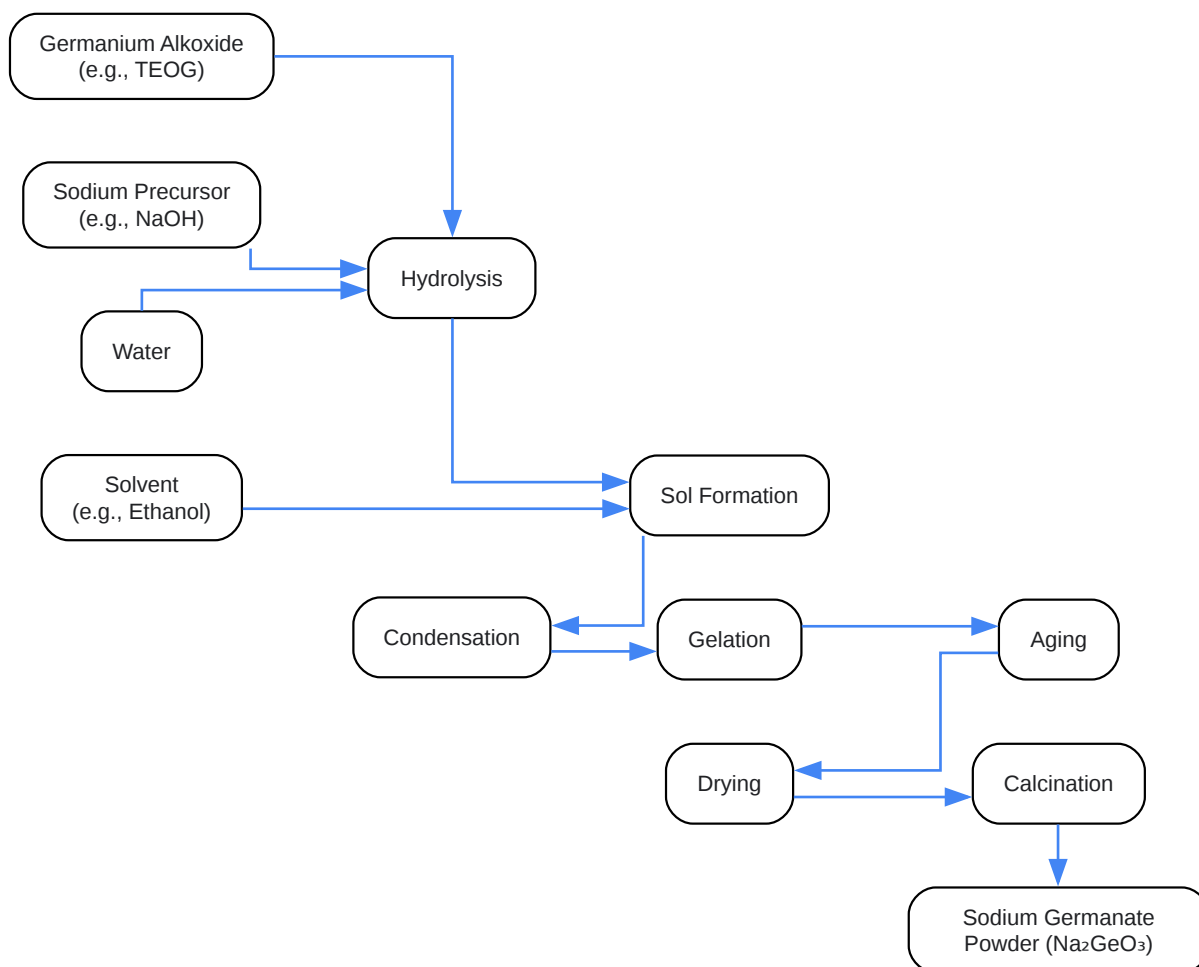 Germanium Alkoxide
(e.g., TEOG)
Sodium Precursor
(e.g., NaOH)
Hydrolysis
Water
Solvent
(e.g., Ethanol)
Sol Formation
Condensation
Gelation
Aging
Drying
Calcination
Sodium Germanate
Powder (Na₂GeO₃)